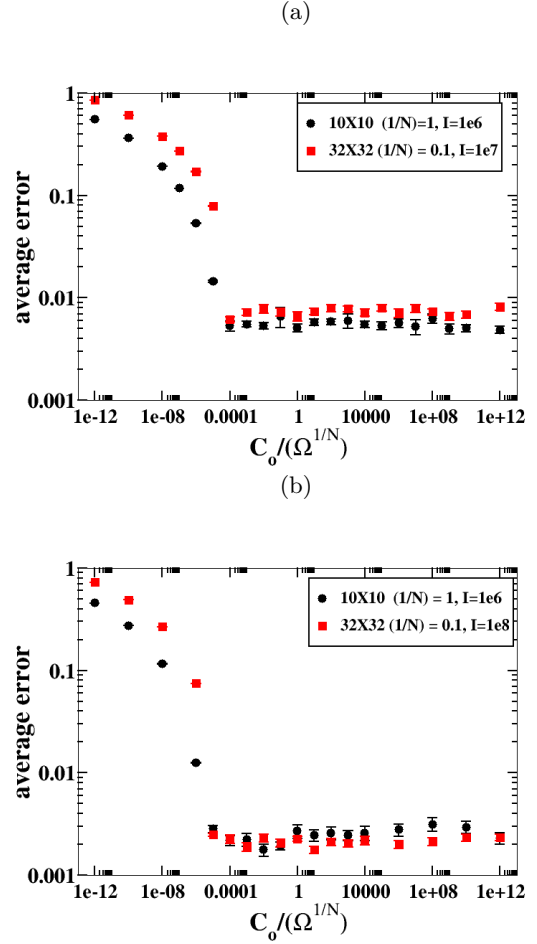 (a)
1
0.1
0.01
0.001
average error
10X10 (1/N)=1, I=1e6
32X32 (1/N) = 0.1, I=1e7
1e-12 1e-08 0.0001 1 10000 1e+08 1e+12
C_o/(Ω^{1/N})
(b)
1
0.1
0.01
0.001
average error
10X10 (1/N) = 1, I=1e6
32X32 (1/N) = 0.1, I=1e8
1e-12 1e-08 0.0001 1 10000 1e+08 1e+12
C_o/(Ω^{1/N})